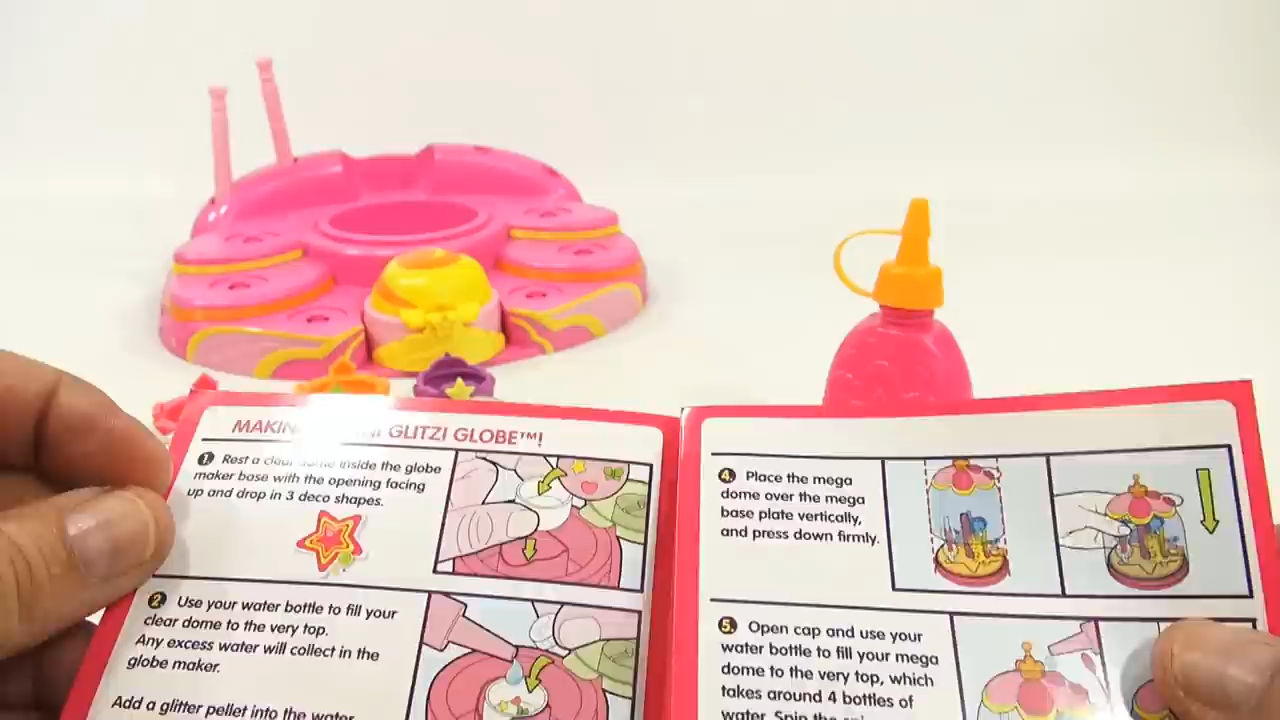 MAKIN GLITZI GLOBE™!
1. Rest a clear dome inside the globe
maker base with the opening facing
up and drop in 3 deco shapes.
2. Use your water bottle to fill your
clear dome to the very top.
Any excess water will collect in the
globe maker.
Add a glitter pellet into the water
4. Place the mega
dome over the mega
base plate vertically,
and press down firmly.
5. Open cap and use your
water bottle to fill your mega
dome to the very top, which
takes around 4 bottles of
water. Spin the